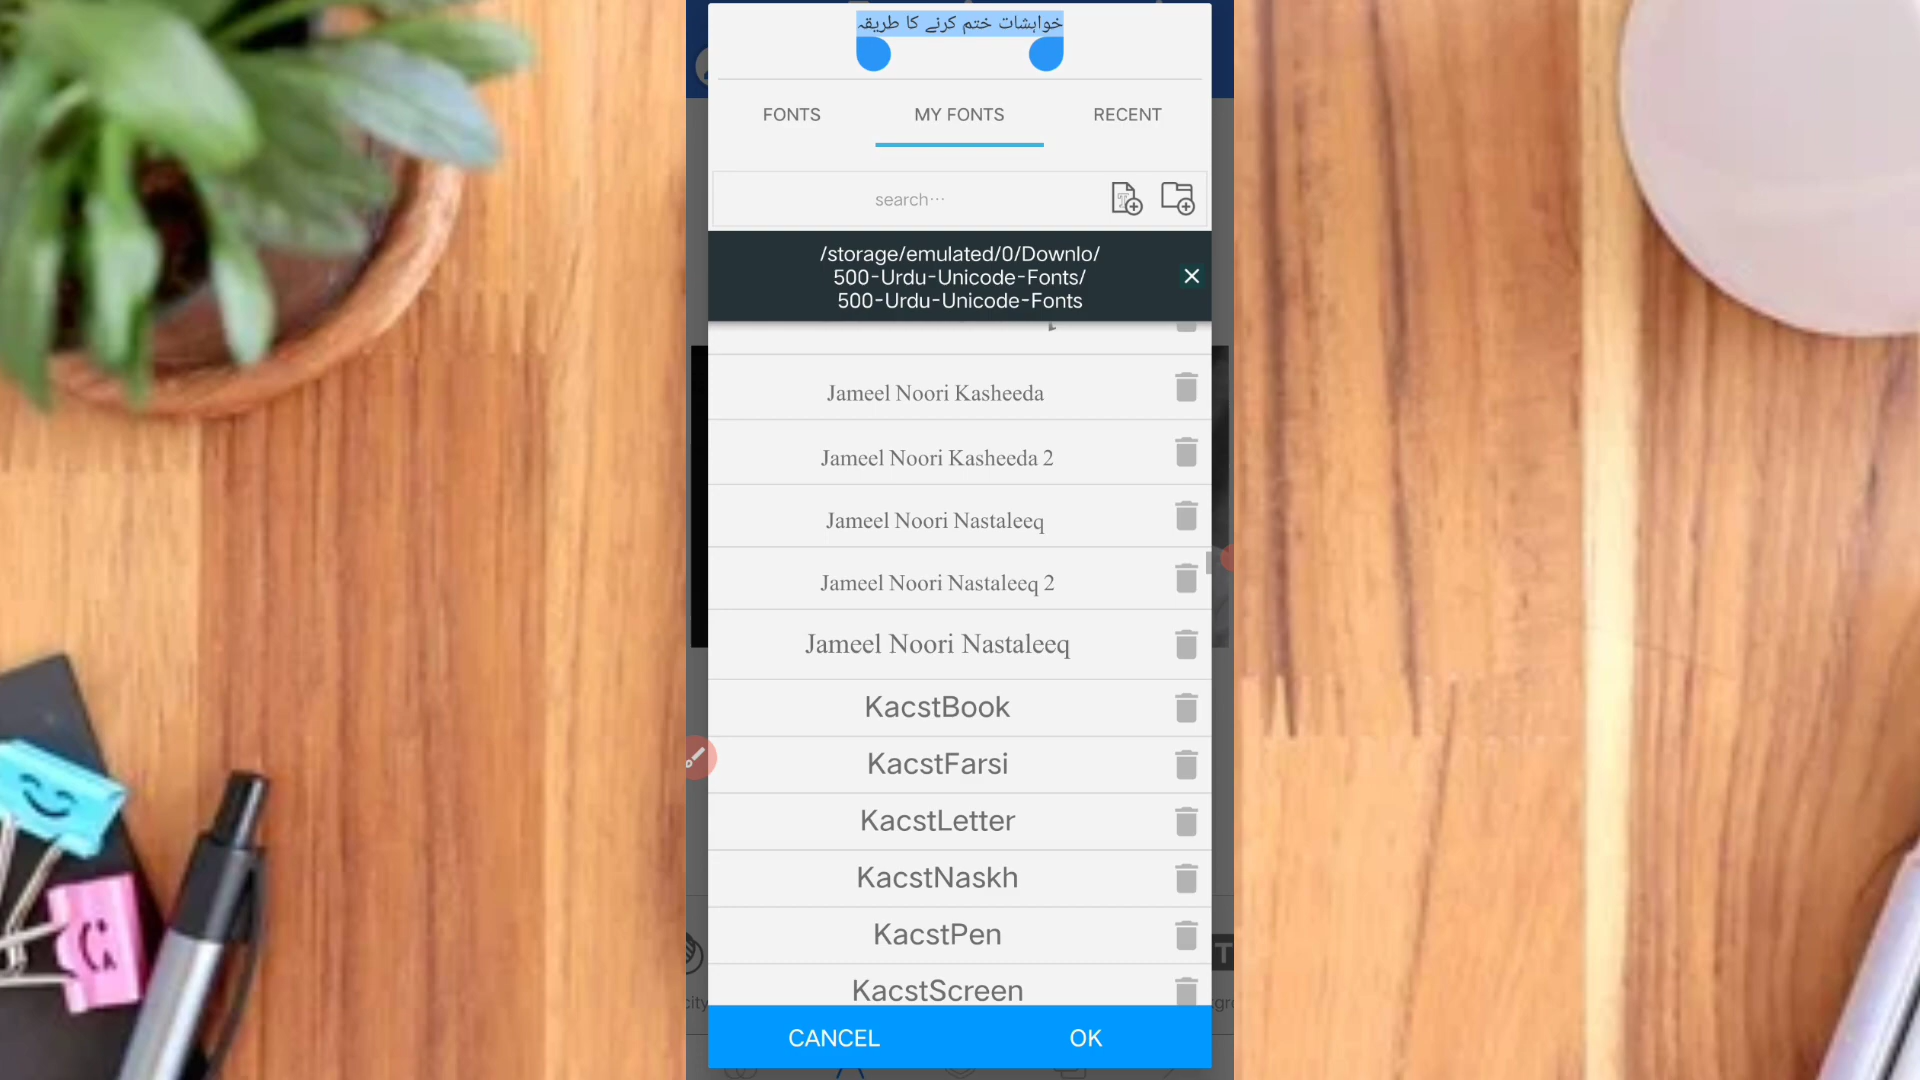 خواہشات ختم کرنے کا طریقہ
FONTS
MY FONTS
RECENT
search…
/storage/emulated/0/Downlo/
500-Urdu-Unicode-Fonts/
500-Urdu-Unicode-Fonts
Jameel Noori Kasheeda
Jameel Noori Kasheeda 2
Jameel Noori Nastaleeq
Jameel Noori Nastaleeq 2
Jameel Noori Nastaleeq
KacstBook
KacstFarsi
KacstLetter
KacstNaskh
KacstPen
KacstScreen
CANCEL
OK